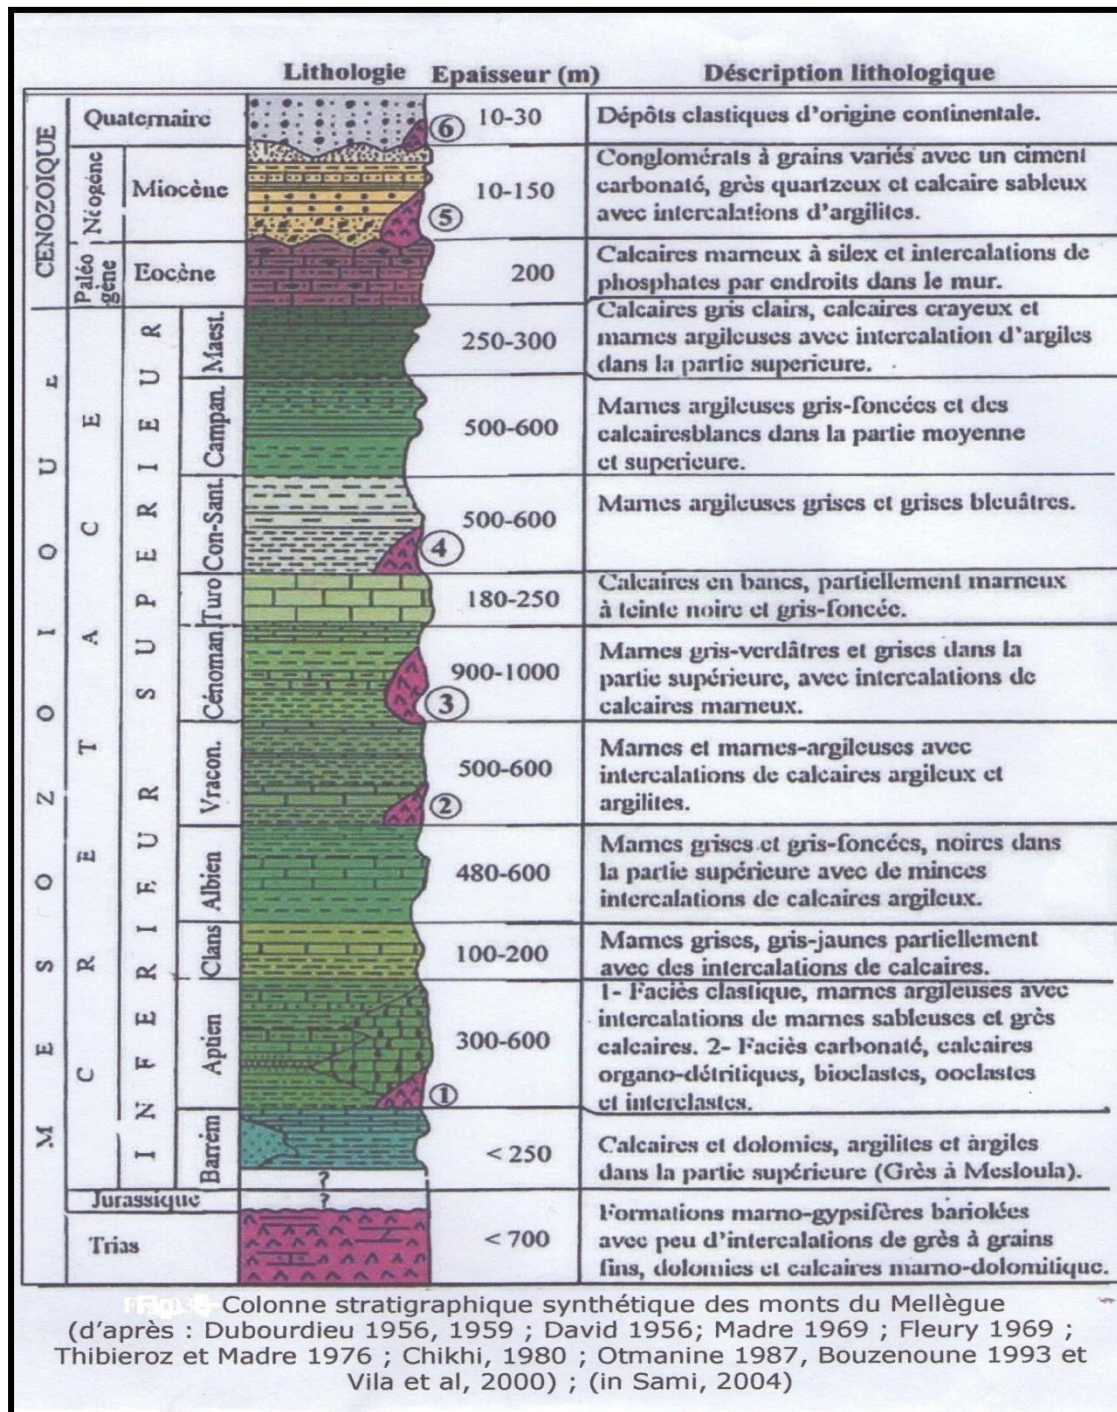 Lithologie Epaisseur (m) Déscription lithologique
CENOZOIQUE
Quaternaire
6
10-30
Dépôts clastiques d'origine continentale.
Néogéne
Miocène
5
10-150
Conglomérats à grains variés avec un ciment
carbonaté, grès quartzeux et calcaire sableux
avec intercalations d'argilites.
Paléo
géne
Eocène
200
Calcaires marneux à silex et intercalations de
phosphates par endroits dans le mur.
MESOZOIQUE
CRETACE
SUPERIEUR
Maest.
250-300
Calcaires gris clairs, calcaires crayeux et
marnes argileuses avec intercalation d'argiles
dans la partie superieure.
Campan.
500-600
Marnes argileuses gris-foncées et des
calcairesblancs dans la partie moyenne
et superieure.
Con-Sant.
4
500-600
Marnes argileuses grises et grises bleuâtres.
Turo
180-250
Calcaires en bancs, partiellement marneux
à teinte noire et gris-foncée.
Cénoman.
3
900-1000
Marnes gris-verdâtres et grises dans la
partie supérieure, avec intercalations de
calcaires marneux.
INFERIEUR
Vracon.
2
500-600
Marnes et marnes-argileuses avec
intercalations de calcaires argileux et
argilites.
Albien
480-600
Marnes grises et gris-foncées, noires dans
la partie supérieure avec de minces
intercalations de calcaires argileux.
Clans
100-200
Marnes grises, gris-jaunes partiellement
avec des intercalations de calcaires.
Aptien
1
300-600
1- Faciès clastique, marnes argileuses avec
intercalations de marnes sableuses et grès
calcaires. 2- Faciès carbonaté, calcaires
organo-détritiques, bioclastes, ooclastes
et interclastes.
Barrém
?
< 250
Calcaires et dolomies, argilites et àrgiles
dans la partie supérieure (Grès à Mesloula).
Jurassique
?
Trias
< 700
Formations marno-gypsifères bariolées
avec peu d'intercalations de grès à grains
fins, dolomies et calcaires marno-dolomitique.
Colonne stratigraphique synthétique des monts du Mellègue
(d'après : Dubourdieu 1956, 1959 ; David 1956; Madre 1969 ; Fleury 1969 ;
Thibieroz et Madre 1976 ; Chikhi, 1980 ; Otmanine 1987, Bouzenoune 1993 et
Vila et al, 2000) ; (in Sami, 2004)